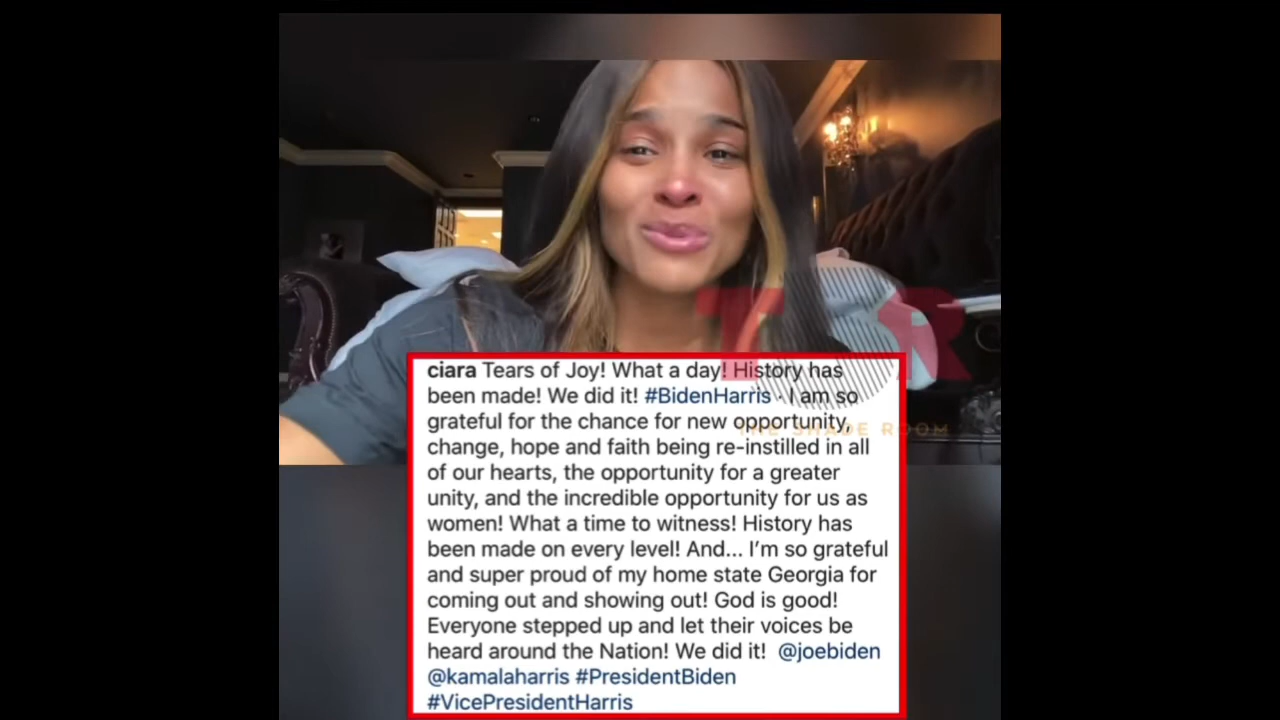 TSR
ciara Tears of Joy! What a day! History has
been made! We did it! #BidenHarris · I am so
grateful for the chance for new opportunity,
THE SHADE ROOM
change, hope and faith being re-instilled in all
of our hearts, the opportunity for a greater
unity, and the incredible opportunity for us as
women! What a time to witness! History has
been made on every level! And... I’m so grateful
and super proud of my home state Georgia for
coming out and showing out! God is good!
Everyone stepped up and let their voices be
heard around the Nation! We did it! @joebiden
@kamalaharris #PresidentBiden
#VicePresidentHarris